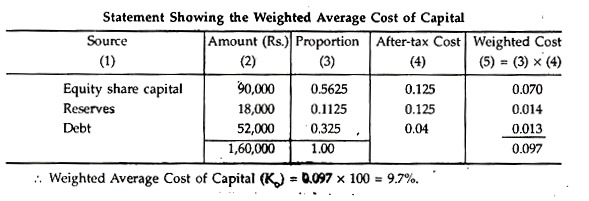 Statement Showing the Weighted Average Cost of Capital
Source Amount (Rs.) Proportion After-tax Cost Weighted Cost
(1) (2) (3) (4) (5) = (3) × (4)
Equity share capital 90,000 0.5625 0.125 0.070
Reserves 18,000 0.1125 0.125 0.014
Debt 52,000 0.325 0.04 0.013
1,60,000 1.00 0.097
∴ Weighted Average Cost of Capital (Ko) = 0.097 × 100 = 9.7%.